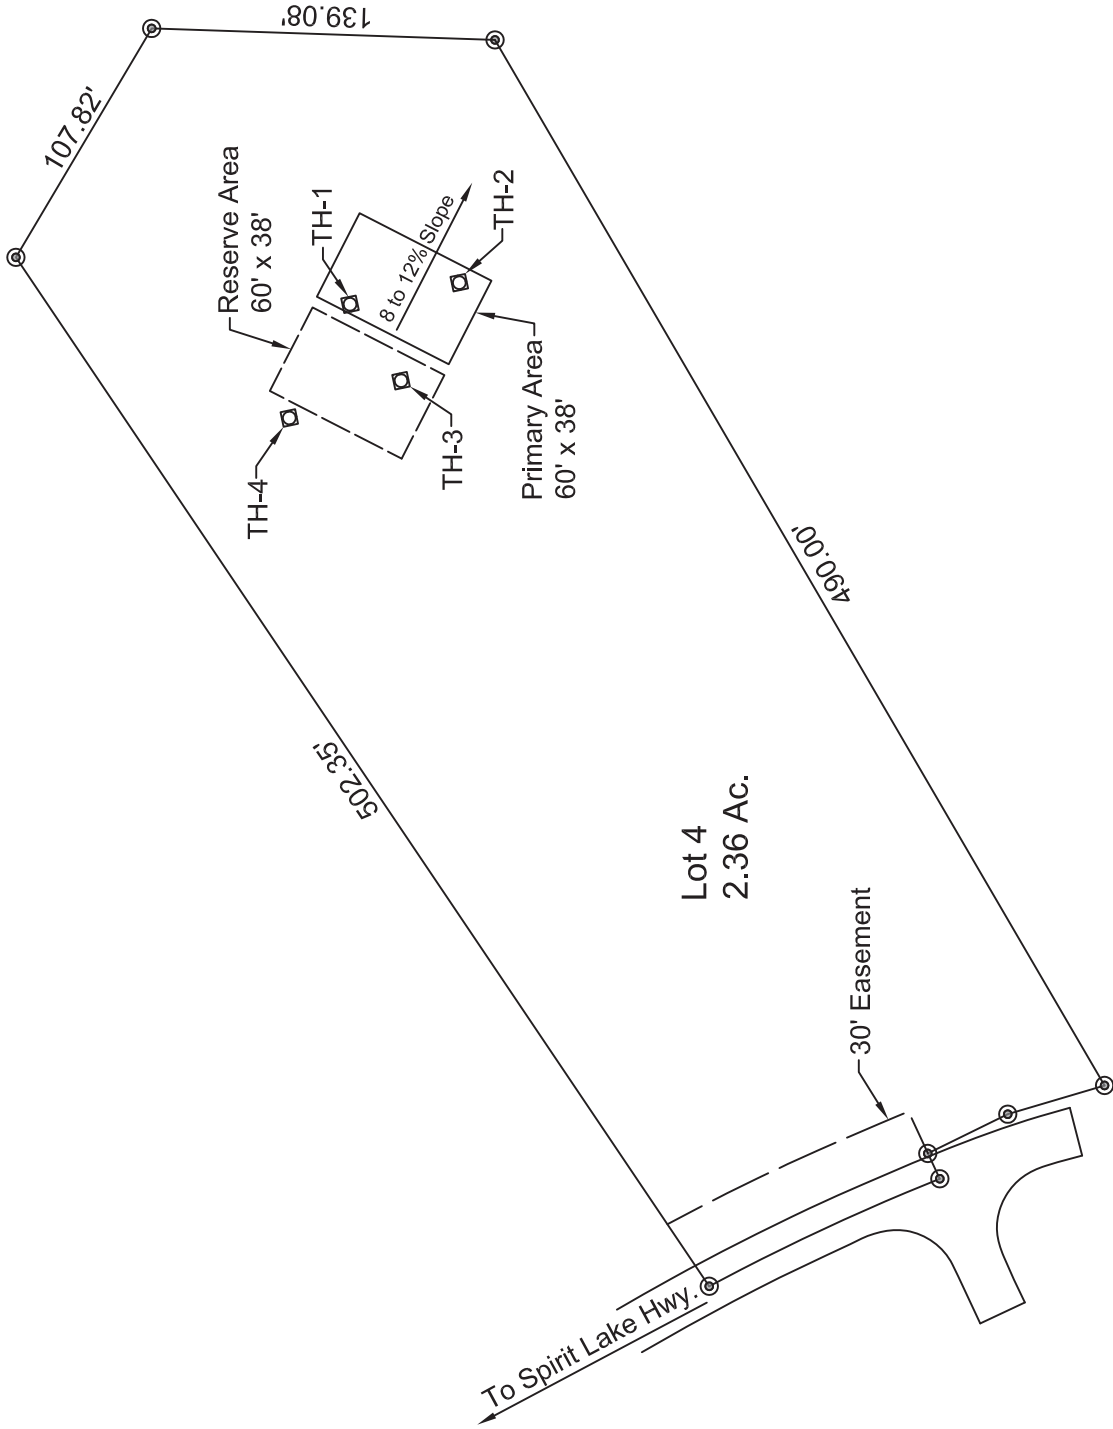 139.08'
107.82'
Reserve Area
60' x 38'
TH-1
TH-2
8 to 12% Slope
Primary Area
60' x 38'
TH-3
TH-4
490.00'
502.35'
Lot 4
2.36 Ac.
30' Easement
To Spirit Lake Hwy.